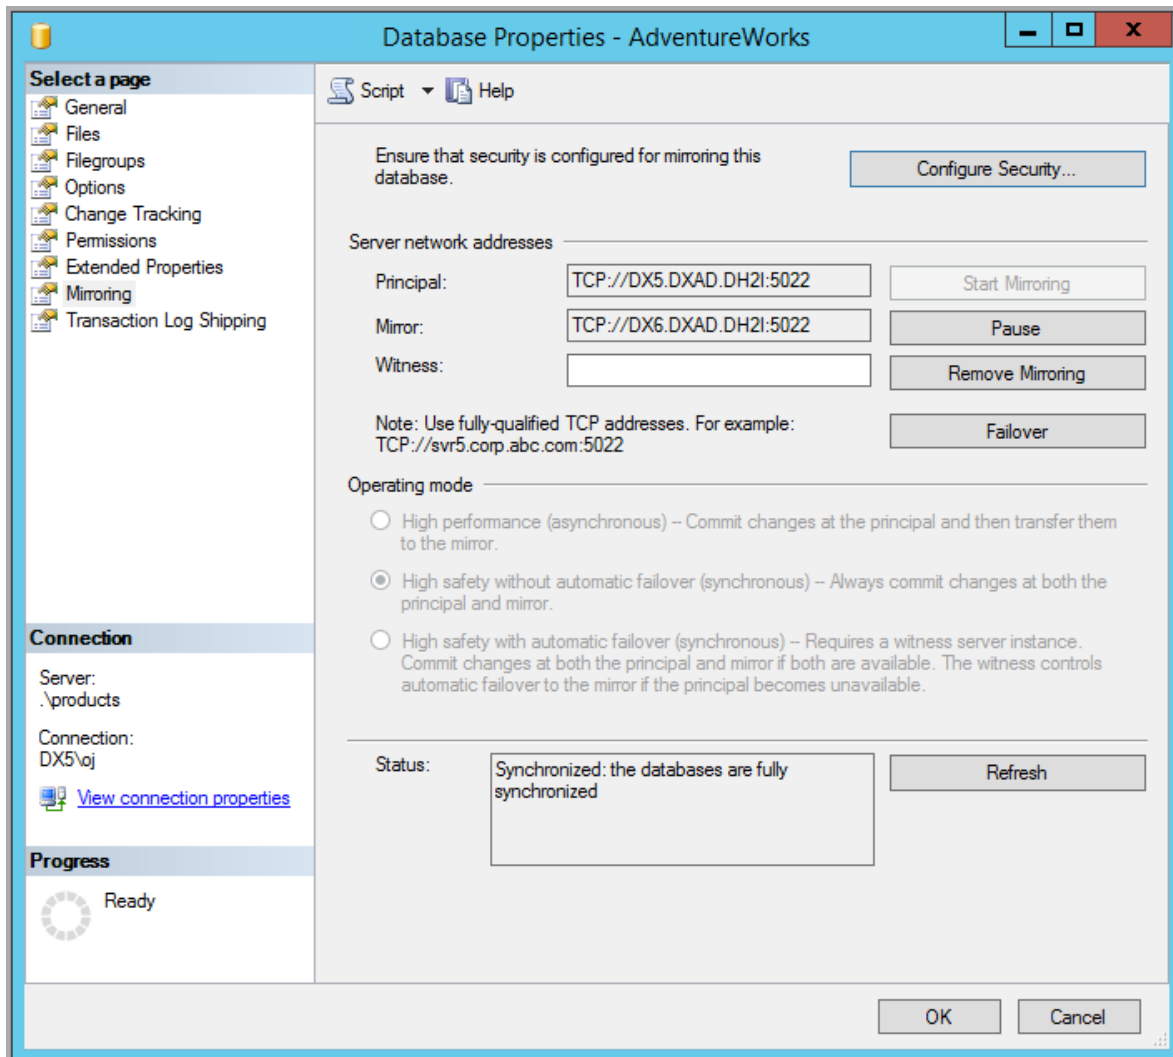 Database Properties - AdventureWorks
x
Select a page
General
Files
Filegroups
Options
Change Tracking
Permissions
Extended Properties
Mirroring
Transaction Log Shipping
Connection
Server:
.\products
Connection:
DX5\oj
View connection properties
Progress
Ready
Script
Help
Ensure that security is configured for mirroring this
database.
Configure Security...
Server network addresses
Principal:
TCP://DX5.DXAD.DH2I:5022
Start Mirroring
Mirror:
TCP://DX6.DXAD.DH2I:5022
Pause
Witness:
Remove Mirroring
Note: Use fully-qualified TCP addresses. For example:
TCP://svr5.corp.abc.com:5022
Failover
Operating mode
High performance (asynchronous) – Commit changes at the principal and then transfer them
to the mirror.
High safety without automatic failover (synchronous) – Always commit changes at both the
principal and mirror.
High safety with automatic failover (synchronous) – Requires a witness server instance.
Commit changes at both the principal and mirror if both are available. The witness controls
automatic failover to the mirror if the principal becomes unavailable.
Status:
Synchronized: the databases are fully
synchronized
Refresh
OK
Cancel